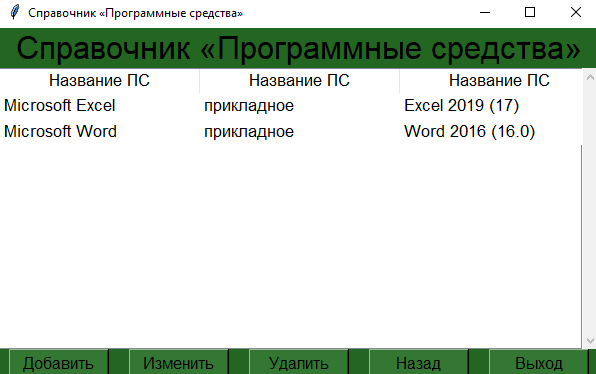 Справочник «Программные средства»
Справочник «Программные средства»
Название ПС Название ПС Название ПС
Microsoft Excel прикладное Excel 2019 (17)
Microsoft Word прикладное Word 2016 (16.0)
Добавить Изменить Удалить Назад Выход